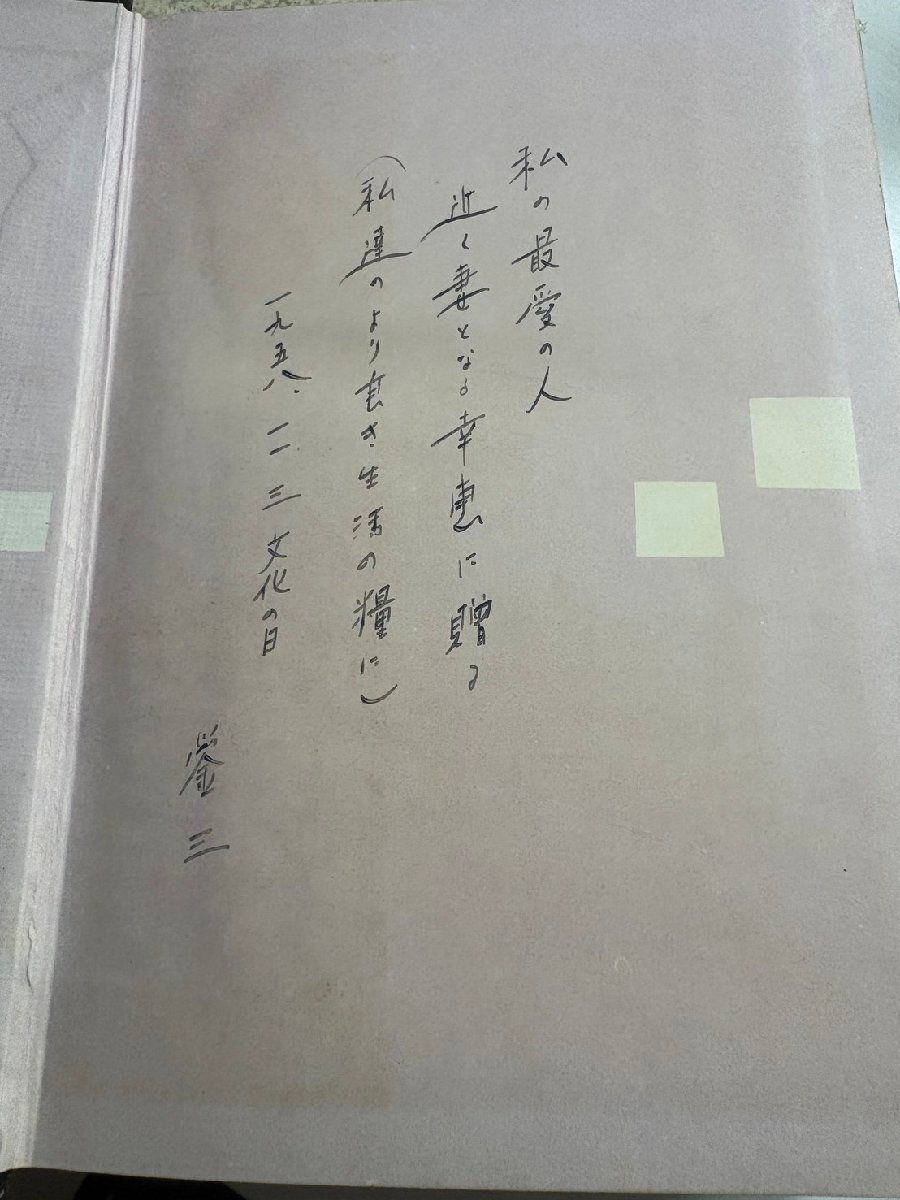 私の最愛の人
近く妻となる幸惠に贈る
（私達のより良き生活の糧に）
一九五八、一一、三 文化の日
鎣三